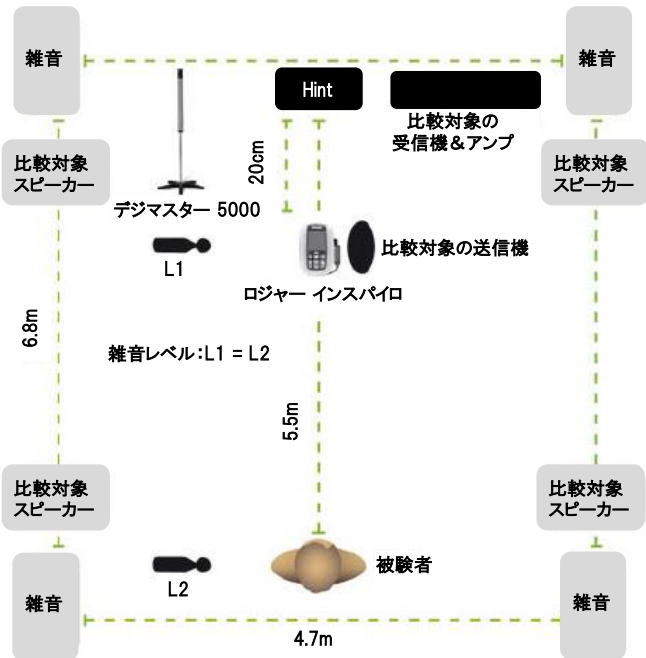 雑音
Hint
雑音
比較対象の
受信機＆アンプ
比較対象
スピーカー
20cm
比較対象
スピーカー
デジマスター 5000
比較対象の送信機
L1
ロジャー インスパイロ
6.8m
雑音レベル：L1 = L2
5.5m
比較対象
スピーカー
比較対象
スピーカー
被験者
L2
雑音
雑音
4.7m